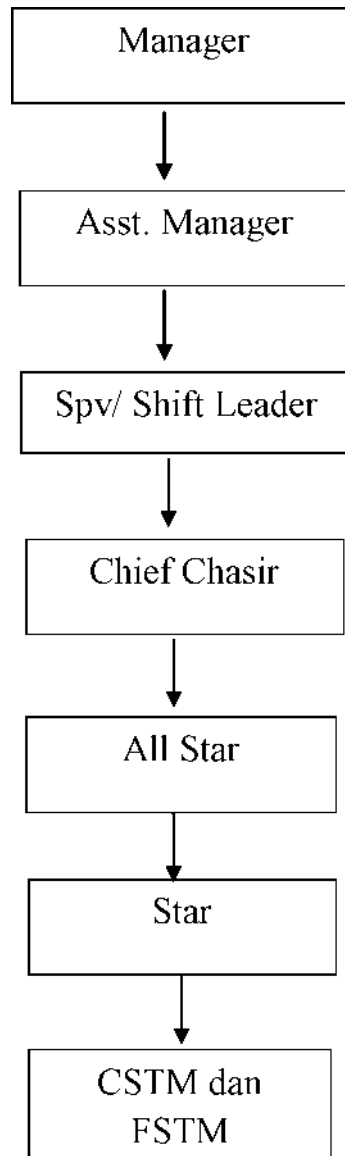 Manager
Asst. Manager
Spv/ Shift Leader
Chief Chasir
All Star
Star
CSTM dan
FSTM